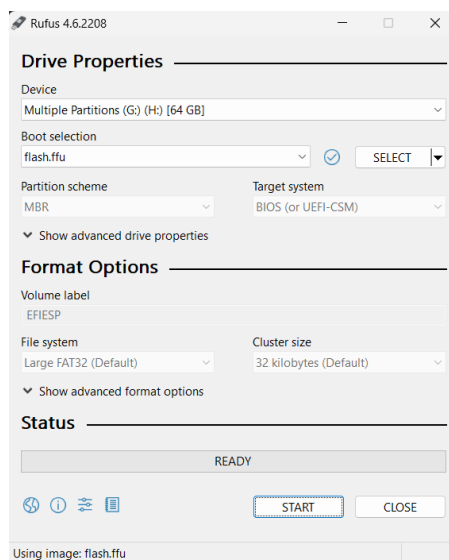 Rufus 4.6.2208
Drive Properties
Device
Multiple Partitions (G:) (H:) [64 GB]
Boot selection
flash.ffu
SELECT
Partition scheme
Target system
MBR
BIOS (or UEFI-CSM)
Show advanced drive properties
Format Options
Volume label
EFIESP
File system
Cluster size
Large FAT32 (Default)
32 kilobytes (Default)
Show advanced format options
Status
READY
START
CLOSE
Using image: flash.ffu